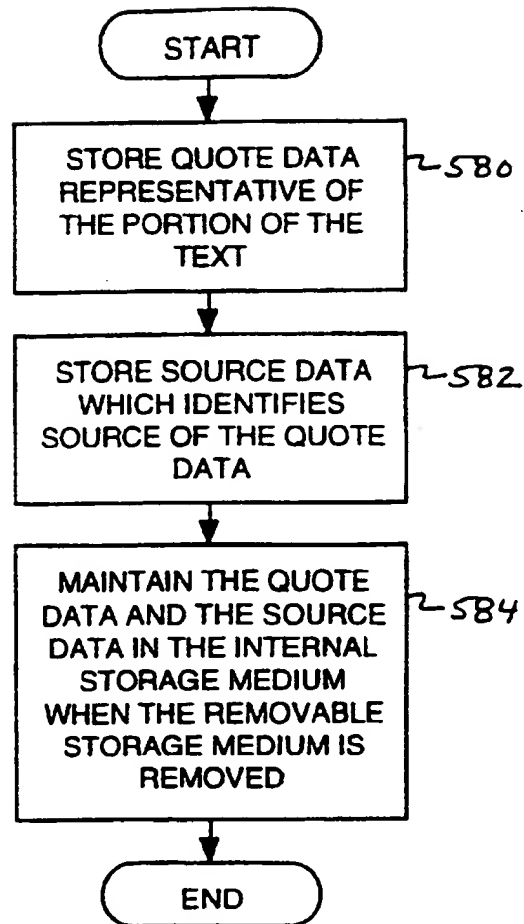 START
STORE QUOTE DATA
REPRESENTATIVE OF
THE PORTION OF THE
TEXT
580
STORE SOURCE DATA
WHICH IDENTIFIES
SOURCE OF THE QUOTE
DATA
582
MAINTAIN THE QUOTE
DATA AND THE SOURCE
DATA IN THE INTERNAL
STORAGE MEDIUM
WHEN THE REMOVABLE
STORAGE MEDIUM IS
REMOVED
584
END